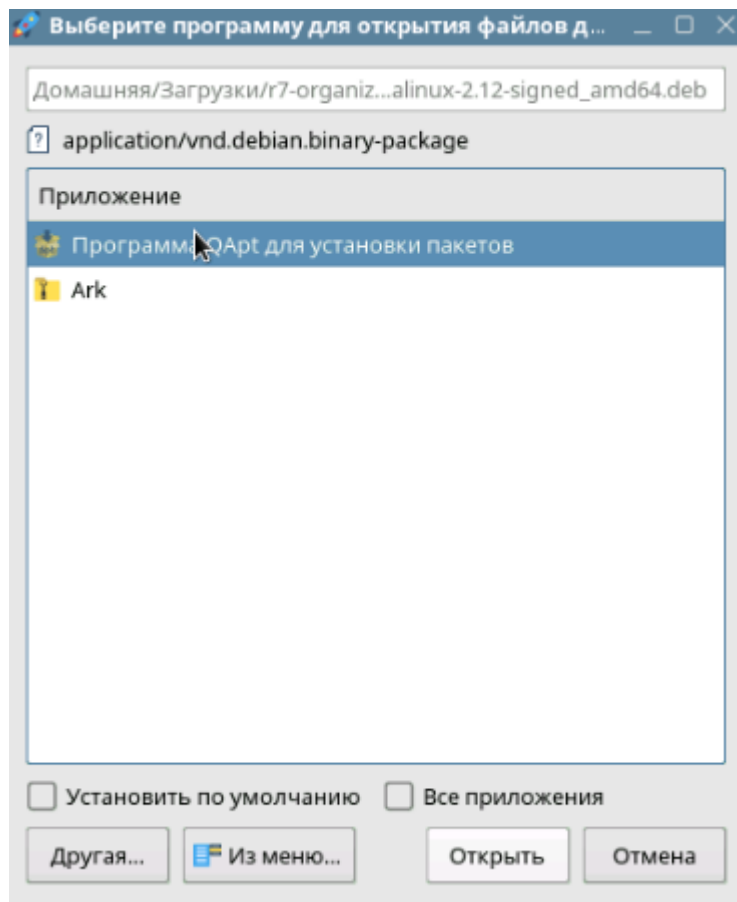 Выберите программу для открытия файлов д...
Домашняя/Загрузки/r7-organiz...alinux-2.12-signed_amd64.deb
application/vnd.debian.binary-package
Приложение
Программа QApt для установки пакетов
Ark
Установить по умолчанию Все приложения
Другая... Из меню... Открыть Отмена